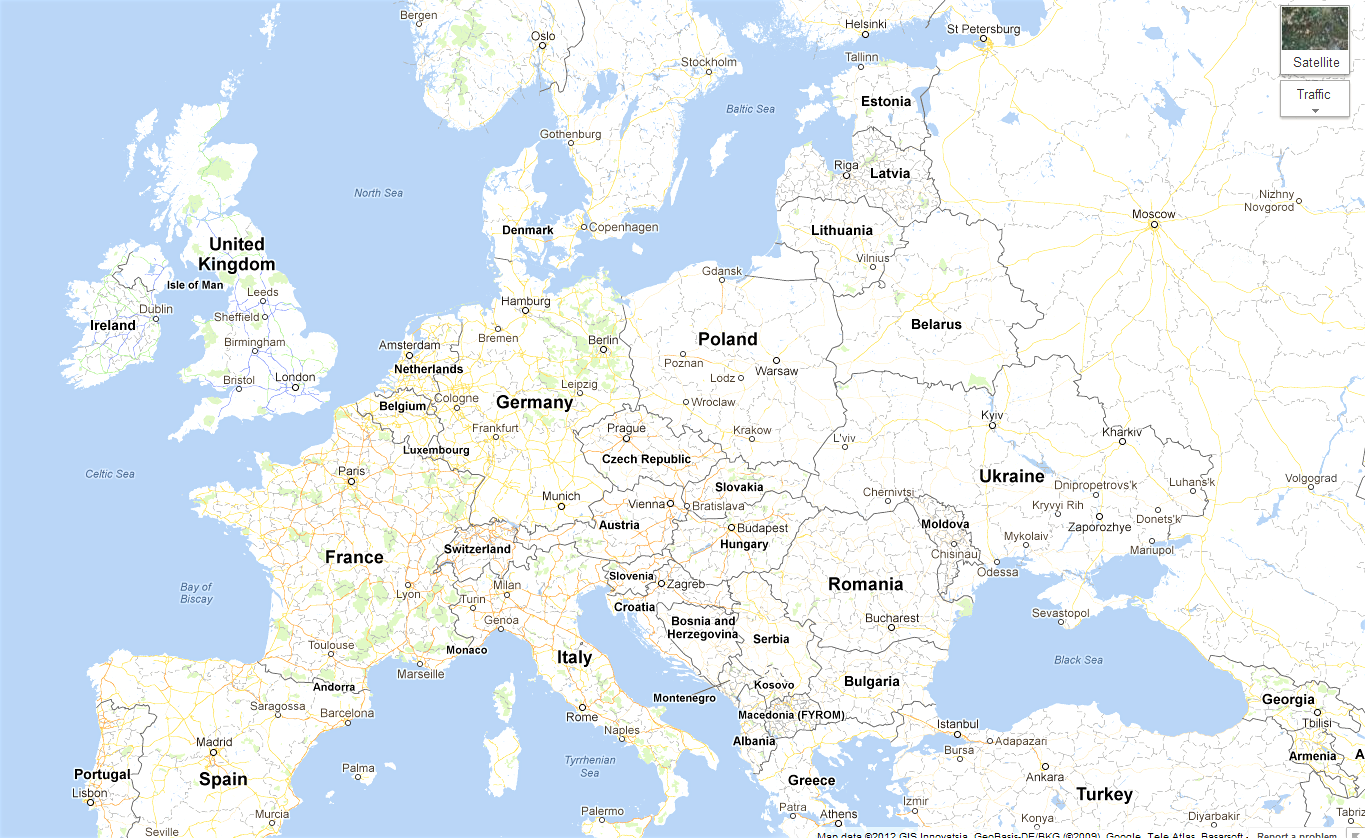 Bergen
Oslo
Helsinki
St Petersburg
Satellite
Traffic
Stockholm
Tallinn
Baltic Sea
Estonia
Gothenburg
Riga
Latvia
North Sea
Nizhny
Novgorod
Moscow
Denmark
Copenhagen
Lithuania
Vilnius
United
Kingdom
Isle of Man
Leeds
Gdansk
Hamburg
Dublin
Sheffield
Ireland
Belarus
Birmingham
Amsterdam
Bremen
Berlin
Poland
Netherlands
Poznan
Warsaw
Lodz
Bristol
London
Leipzig
Belgium
Cologne
Germany
Wroclaw
Kyiv
Frankfurt
Prague
Krakow
L'viv
Kharkiv
Luxembourg
Czech Republic
Celtic Sea
Paris
Ukraine
Volgograd
Slovakia
Dnipropetrovs'k
Luhans'k
Munich
Vienna
Bratislava
Chernivtsi
Kryvyi Rih
Donets'k
Austria
Budapest
Moldova
Zaporozhye
Switzerland
Hungary
Mykolaiv
Mariupol
Chisinau
France
Odessa
Bay of
Biscay
Lyon
Milan
Slovenia
Zagreb
Romania
Turin
Croatia
Sevastopol
Genoa
Bosnia and
Herzegovina
Bucharest
Serbia
Toulouse
Monaco
Italy
Black Sea
Marseille
Andorra
Kosovo
Bulgaria
Montenegro
Georgia
Saragossa
Barcelona
Rome
Macedonia (FYROM)
Istanbul
Tbilisi
Naples
Madrid
Albania
Bursa
Adapazari
Armenia
A
Tyrrhenian
Sea
Palma
Portugal
Spain
Greece
Ankara
Lisbon
Turkey
Izmir
Patra
Athens
Palermo
Murcia
Konya
Diyarbakir
Tabri
Seville
Map data ©2012 GIS Innovatsia, GeoBasis-DE/BKG (©2009), Google, Tele Atlas, Basarsoft - Report a problem